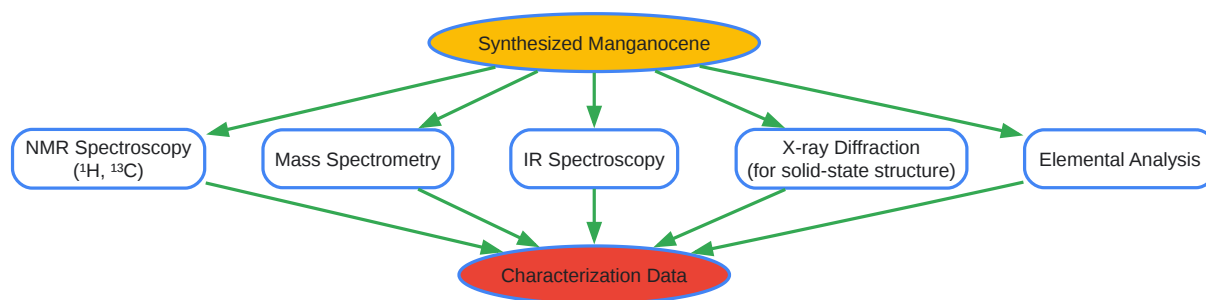 Synthesized Manganocene
NMR Spectroscopy
(¹H, ¹³C)
Mass Spectrometry
IR Spectroscopy
X-ray Diffraction
(for solid-state structure)
Elemental Analysis
Characterization Data